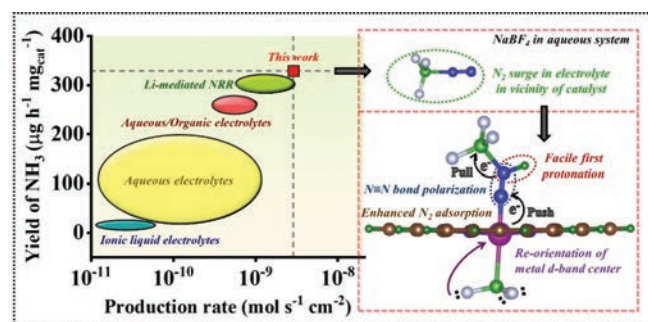 Yield of NH₃ (µg h⁻¹ mg꜀ₐₜ⁻¹)
400
300
200
100
0
This work
Li-mediated NRR
Aqueous/Organic electrolytes
Aqueous electrolytes
Ionic liquid electrolytes
10⁻¹¹ 10⁻¹⁰ 10⁻⁹ 10⁻⁸
Production rate (mol s⁻¹ cm⁻²)
NaBF₄ in aqueous system
N₂ surge in electrolyte
in vicinity of catalyst
Pull
e⁻
Facile first
protonation
N≡N bond polarization
Enhanced N₂ adsorption
e⁻
Push
Re-orientation of
metal d-band center